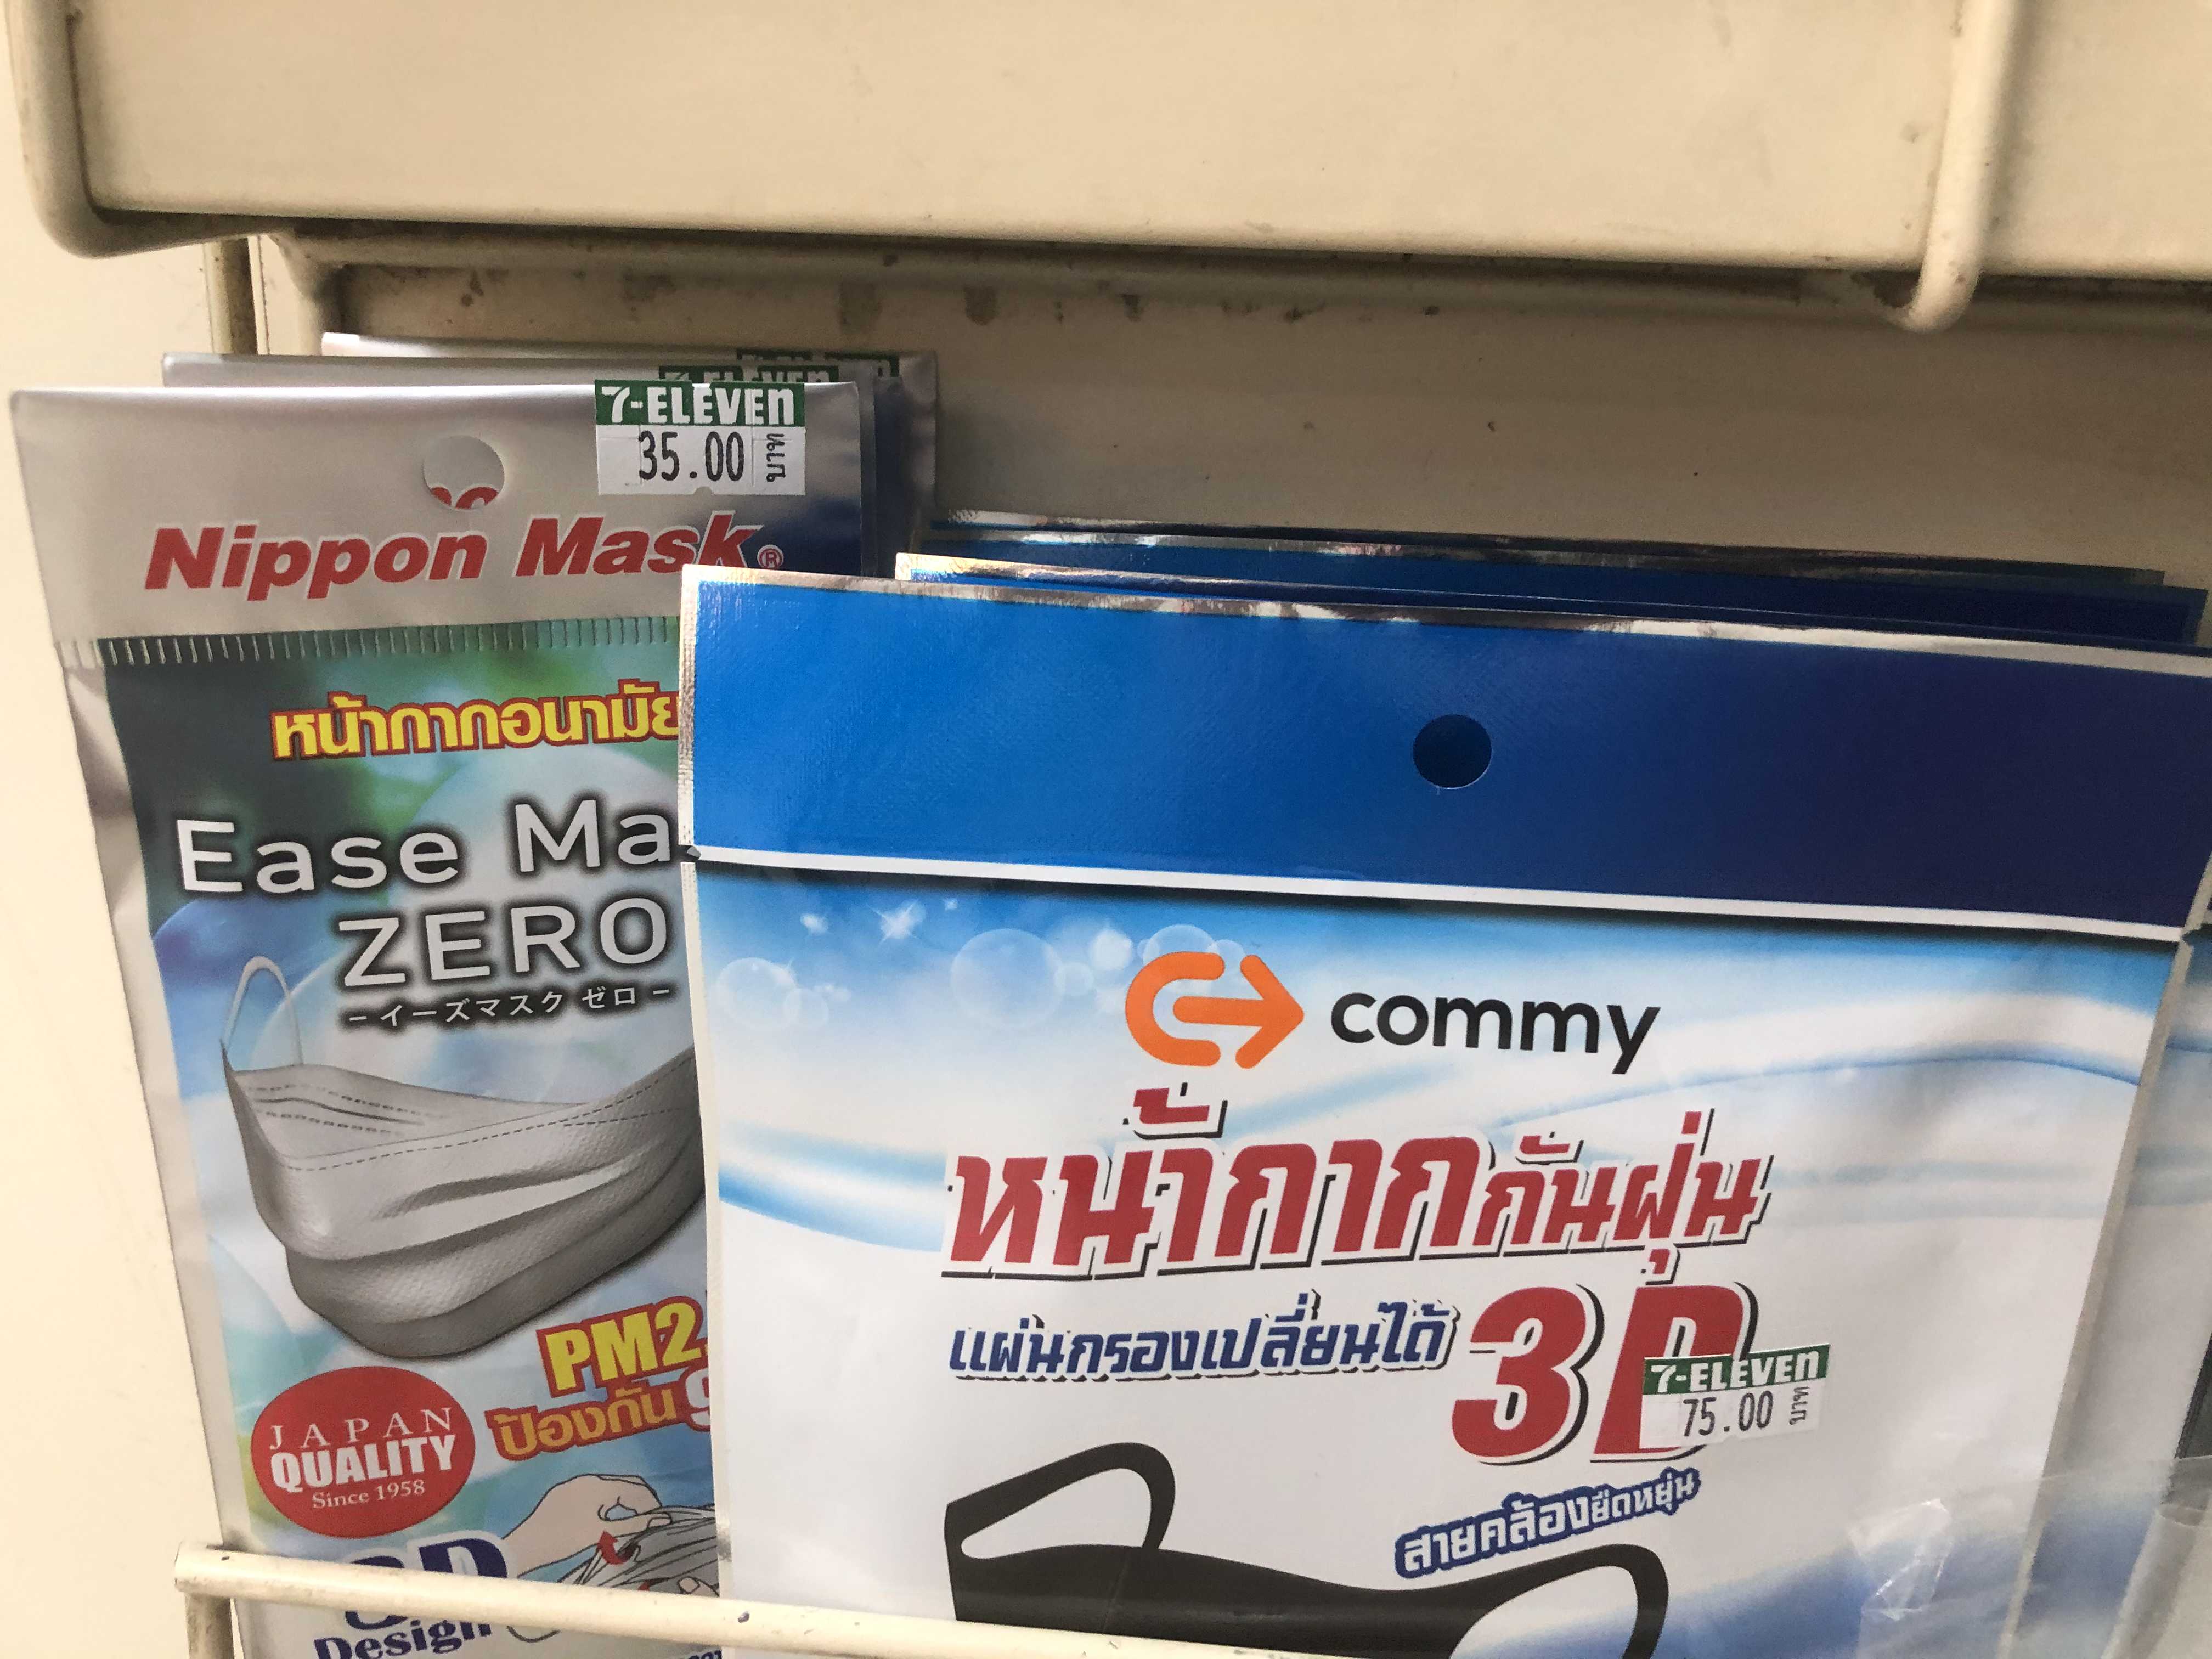 7-ELEVEn
35.00 บาท
Nippon Mask®
หน้ากากอนามัย
Ease Ma
ZERO
-イーズマスク ゼロ-
PM2.
ป้องกัน 9
JAPAN
QUALITY
Since 1958
3D
Design
commy
หน้ากากกันฝุ่น
แผ่นกรองเปลี่ยนได้ 3D
7-ELEVEn
75.00 บาท
สายคล้องยืดหยุ่น